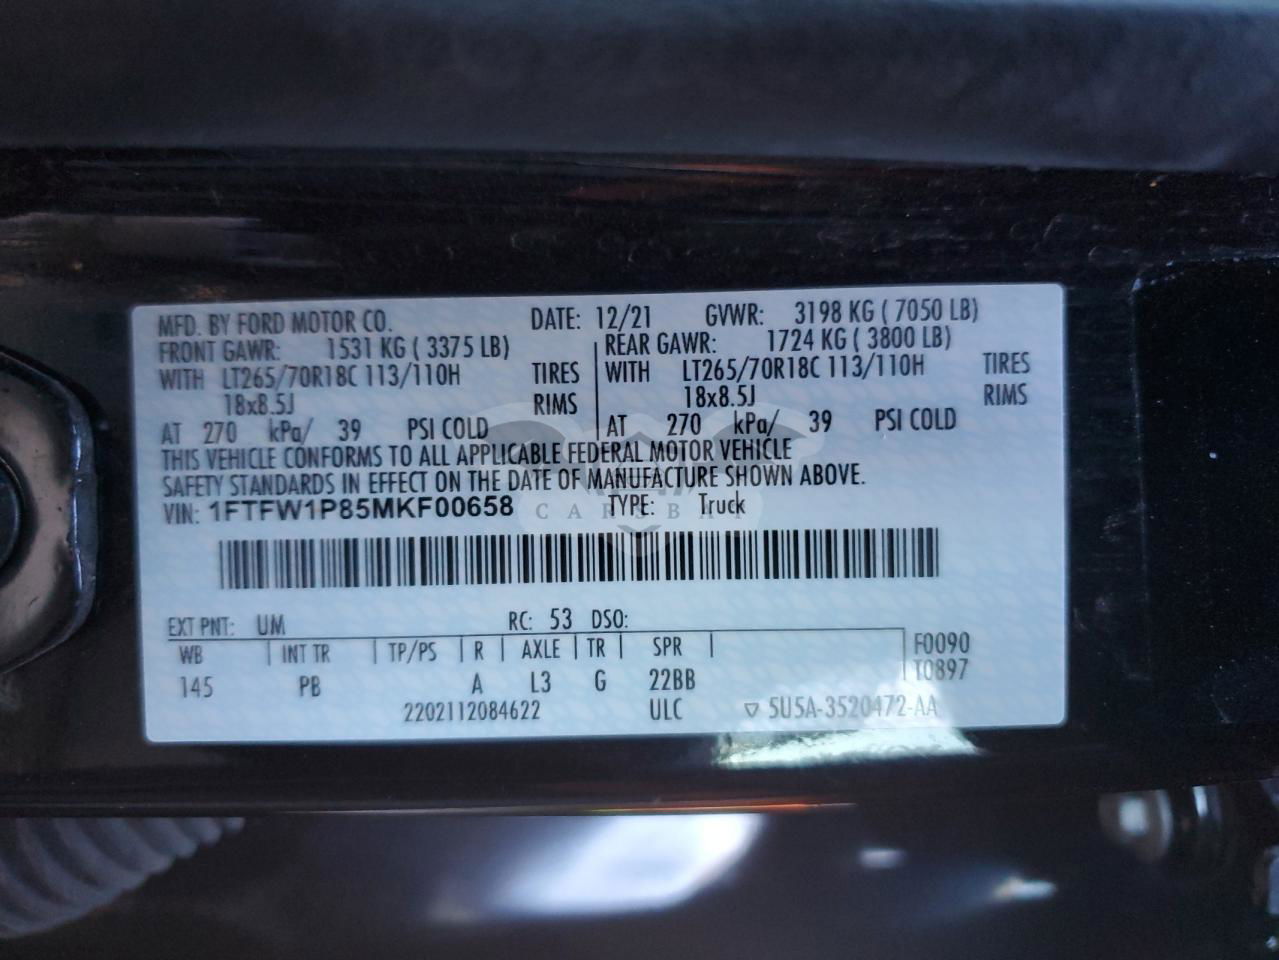 MFD. BY FORD MOTOR CO. DATE: 12/21 GVWR: 3198 KG ( 7050 LB)
FRONT GAWR: 1531 KG ( 3375 LB) REAR GAWR: 1724 KG ( 3800 LB)
WITH LT265/70R18C 113/110H TIRES WITH LT265/70R18C 113/110H TIRES
18x8.5J RIMS 18x8.5J RIMS
AT 270 kPa/ 39 PSI COLD AT 270 kPa/ 39 PSI COLD
THIS VEHICLE CONFORMS TO ALL APPLICABLE FEDERAL MOTOR VEHICLE
SAFETY STANDARDS IN EFFECT ON THE DATE OF MANUFACTURE SHOWN ABOVE.
VIN: 1FTFW1P85MKF00658 TYPE: Truck
CARSBAT
EXT PNT: UM RC: 53 DSO:
WB INT TR TP/PS R AXLE TR SPR F0090
145 PB A L3 G 22BB T0897
2202112084622 ULC ▽ 5U5A-3520472-AA